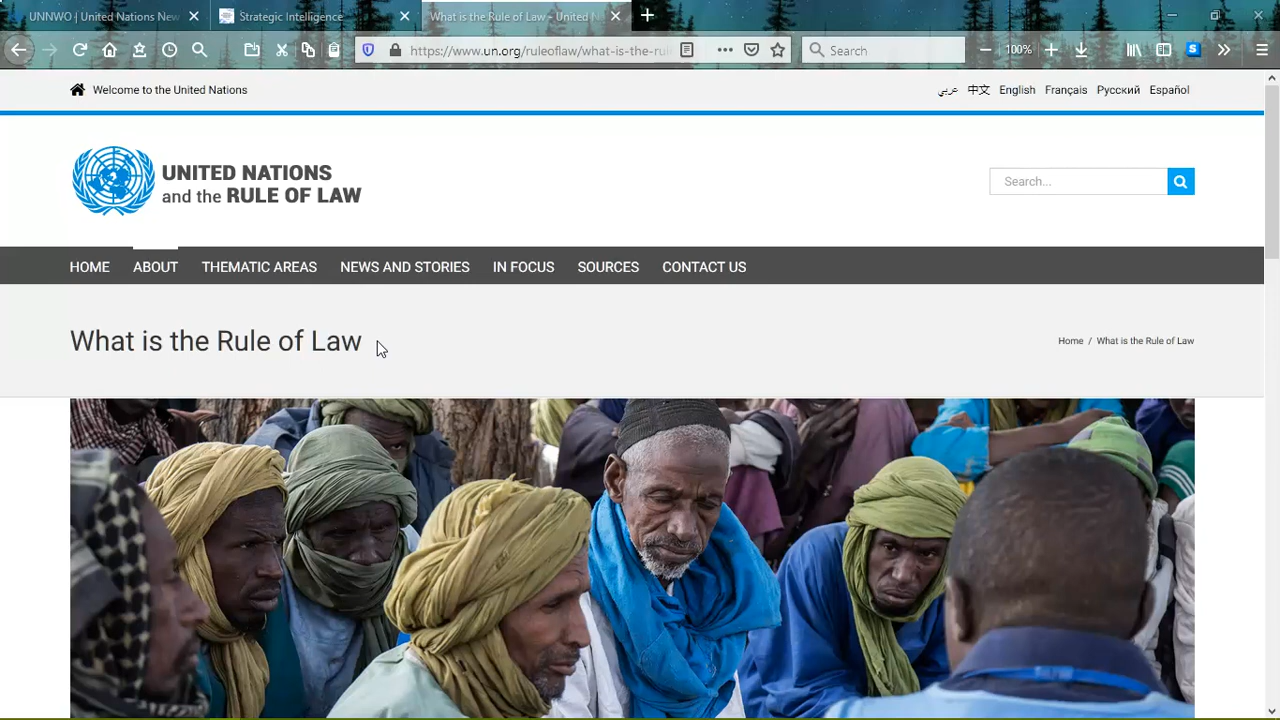 UNNWO | United Nations New
Strategic Intelligence
What is the Rule of Law - United N
https://www.un.org/ruleoflaw/what-is-the-rul
Search
100%
Welcome to the United Nations
عربي 中文 English Français Русский Español
UNITED NATIONS
and the RULE OF LAW
Search...
HOME ABOUT THEMATIC AREAS NEWS AND STORIES IN FOCUS SOURCES CONTACT US
What is the Rule of Law
Home / What is the Rule of Law